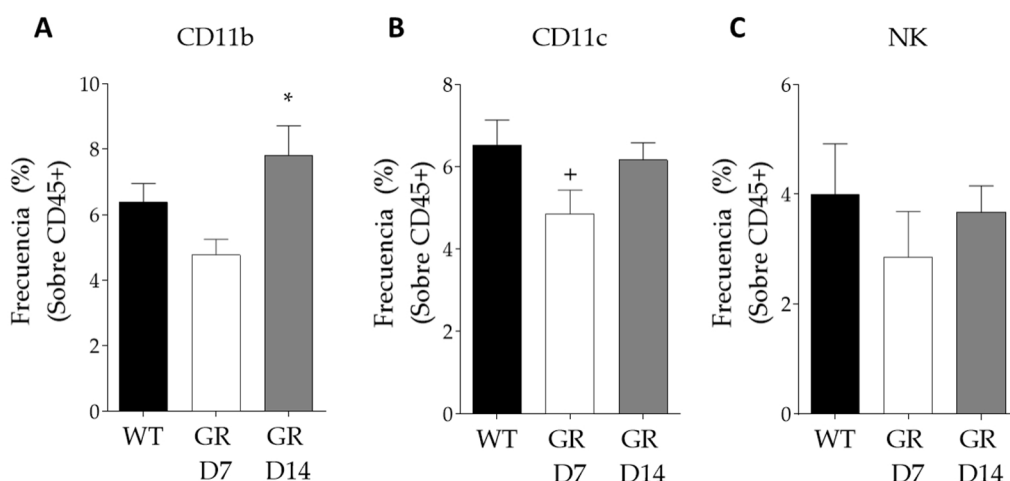 A
CD11b
Frecuencia (%)
(Sobre CD45+)
10
8
6
4
2
0
*
WT
GR
D7
GR
D14
B
CD11c
Frecuencia (%)
(Sobre CD45+)
8
6
4
2
0
+
WT
GR
D7
GR
D14
C
NK
Frecuencia (%)
(Sobre CD45+)
6
4
2
0
WT
GR
D7
GR
D14